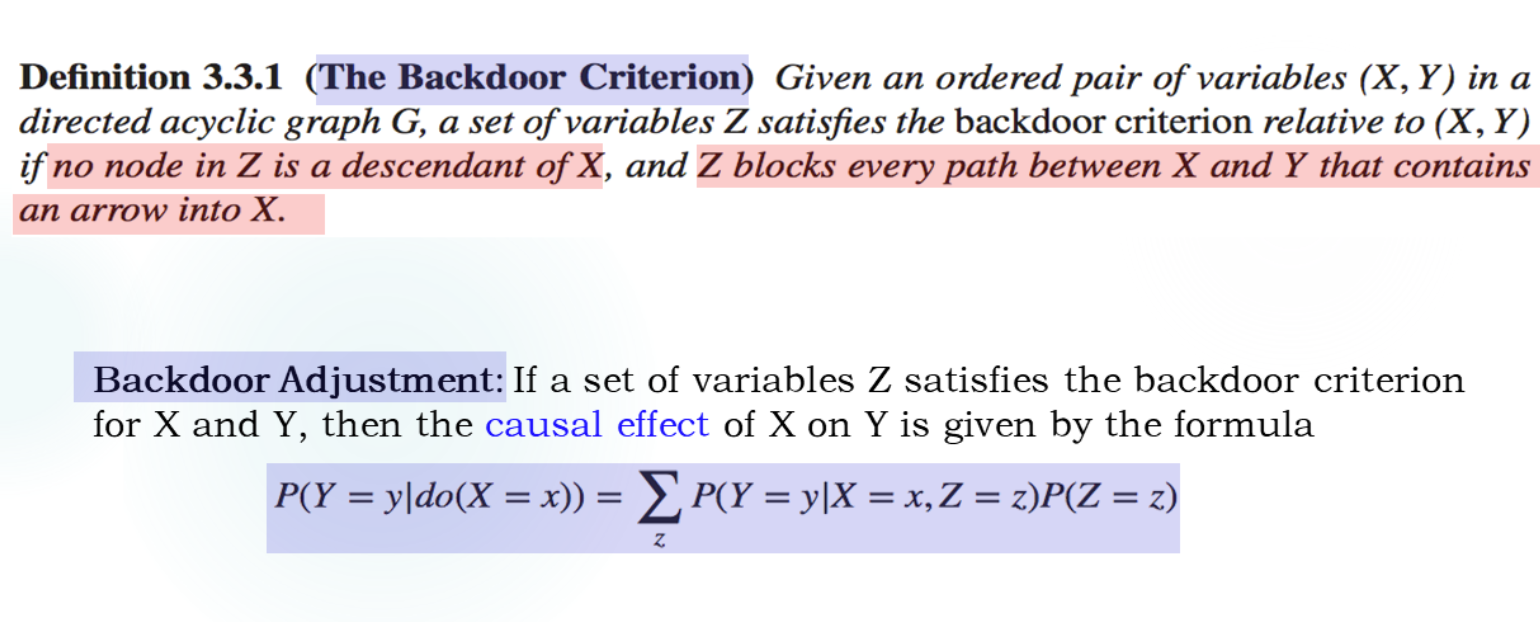 Definition 3.3.1 (The Backdoor Criterion) Given an ordered pair of variables (X, Y) in a
directed acyclic graph G, a set of variables Z satisfies the backdoor criterion relative to (X, Y)
if no node in Z is a descendant of X, and Z blocks every path between X and Y that contains
an arrow into X.
Backdoor Adjustment: If a set of variables Z satisfies the backdoor criterion
for X and Y, then the causal effect of X on Y is given by the formula
P(Y = y|do(X = x)) = ∑ P(Y = y|X = x, Z = z)P(Z = z)
z